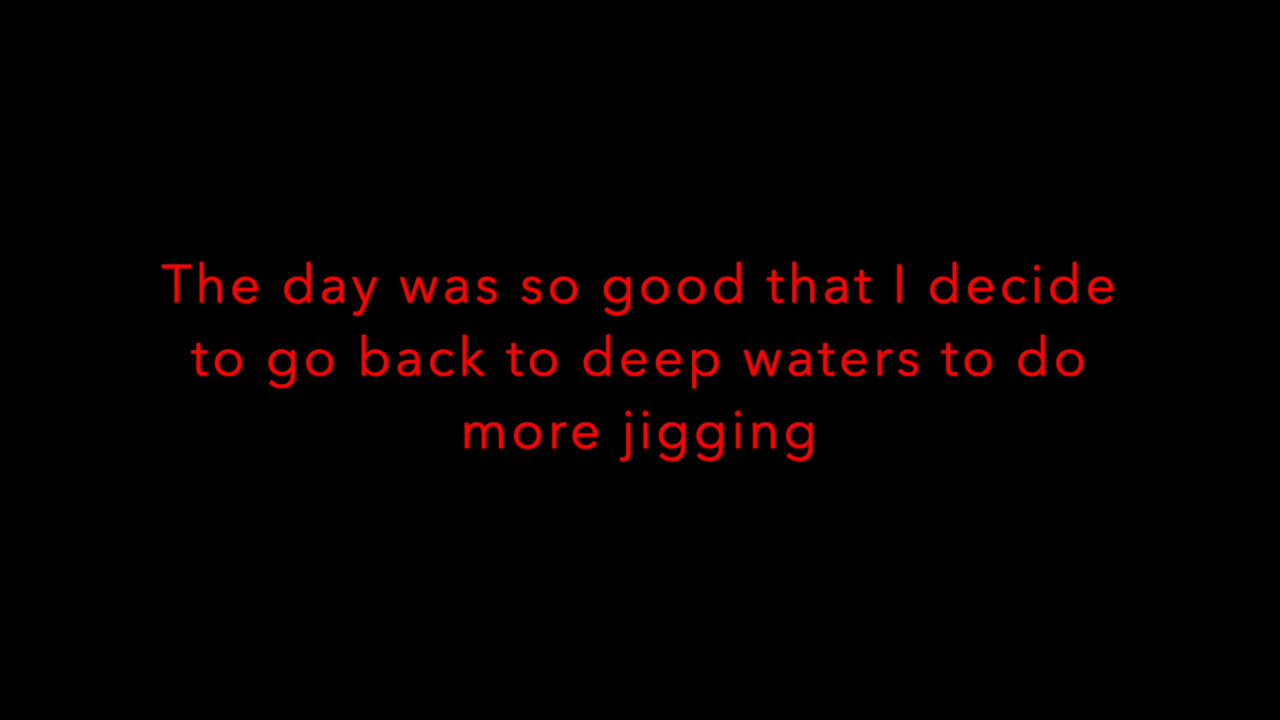 The day was so good that I decide
to go back to deep waters to do
more jigging